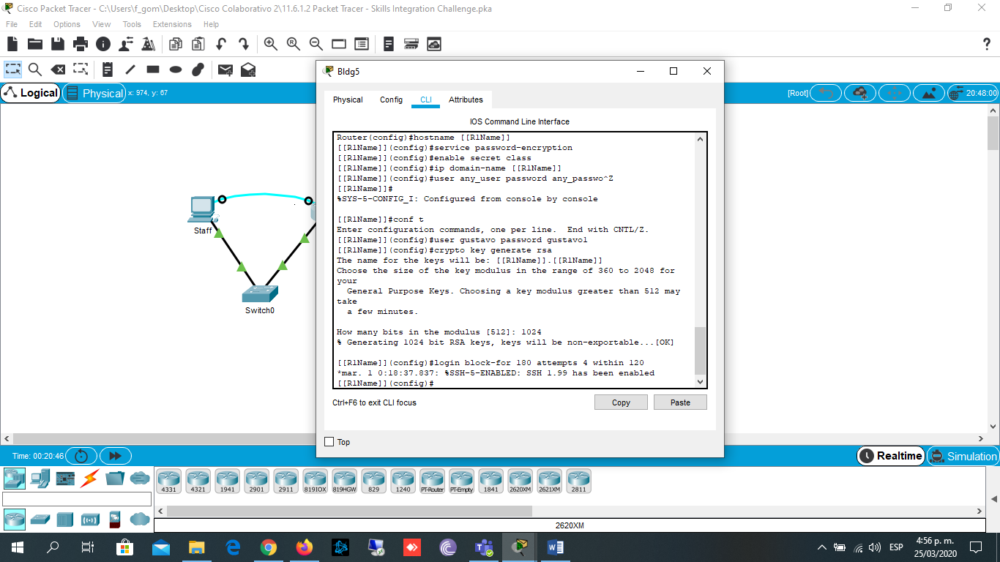 Cisco Packet Tracer - C:\Users\f_gom\Desktop\Cisco Colaborativo 2\11.6.1.2 Packet Tracer - Skills Integration Challenge.pka
File Edit Options View Tools Extensions Help
Logical Physical x: 974, y: 67 [Root] 20:48:00
Bldg5
Physical Config CLI Attributes
IOS Command Line Interface
Router(config)#hostname [[R1Name]]
[[R1Name]](config)#service password-encryption
[[R1Name]](config)#enable secret class
[[R1Name]](config)#ip domain-name [[R1Name]]
[[R1Name]](config)#user any_user password any_passwo^Z
[[R1Name]]#
%SYS-5-CONFIG_I: Configured from console by console
[[R1Name]]#conf t
Enter configuration commands, one per line.  End with CNTL/Z.
[[R1Name]](config)#user gustavo password gustavo1
[[R1Name]](config)#crypto key generate rsa
The name for the keys will be: [[R1Name]].[[R1Name]]
Choose the size of the key modulus in the range of 360 to 2048 for
your
General Purpose Keys. Choosing a key modulus greater than 512 may
take
a few minutes.
How many bits in the modulus [512]: 1024
% Generating 1024 bit RSA keys, keys will be non-exportable...[OK]
[[R1Name]](config)#login block-for 180 attempts 4 within 120
*mar. 1 0:18:37.837: %SSH-5-ENABLED: SSH 1.99 has been enabled
[[R1Name]](config)#
Ctrl+F6 to exit CLI focus
Copy Paste
Top
Staff
Switch0
Time: 00:20:46
Realtime Simulation
4331 4321 1941 2901 2911 819IOX 819HGW 829 1240 PT-Router PT-Empty 1841 2620XM 2621XM 2811
2620XM
ESP
4:56 p. m.
25/03/2020